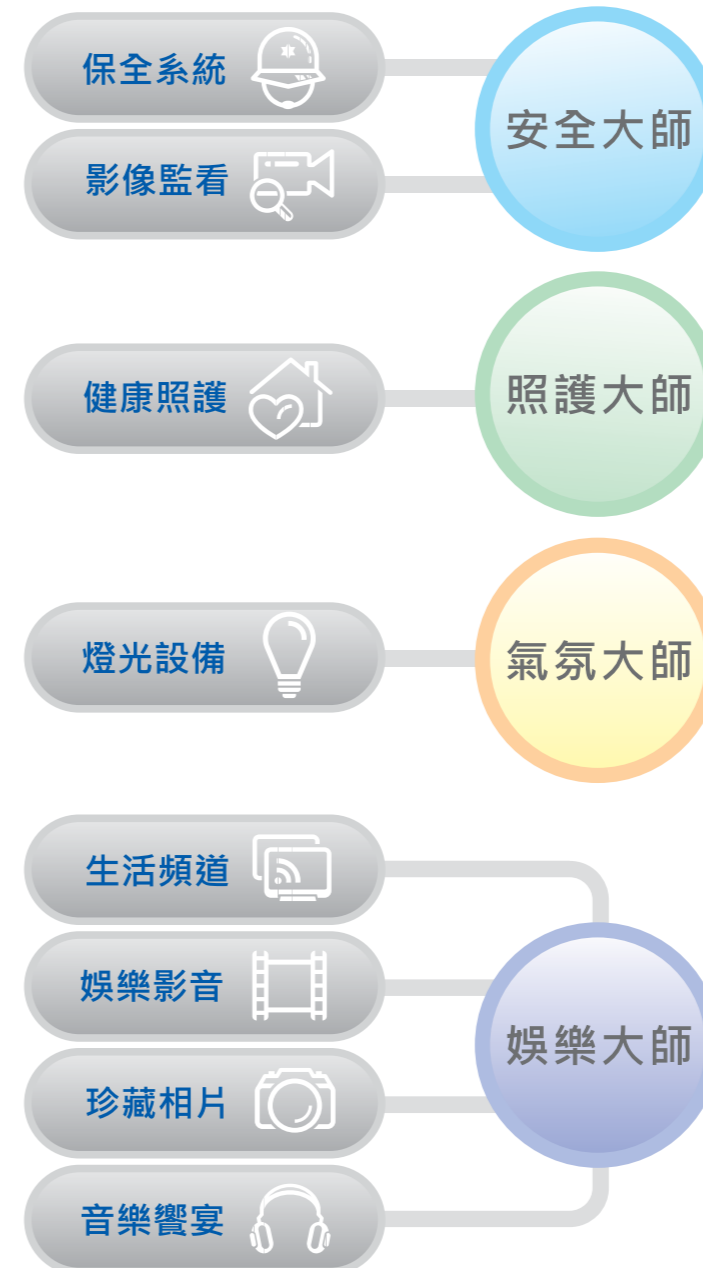 保全系統
影像監看
安全大師
健康照護
照護大師
燈光設備
氣氛大師
生活頻道
娛樂影音
珍藏相片
音樂饗宴
娛樂大師